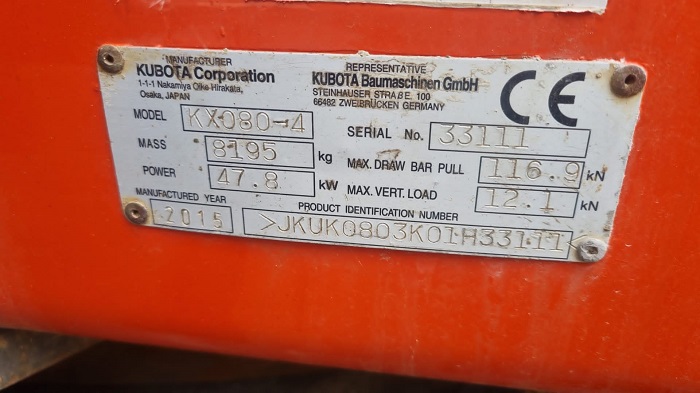 MANUFACTURER
KUBOTA Corporation
1-1-1 Nakamiya Oike Hirakata,
Osaka, JAPAN
REPRESENTATIVE
KUBOTA Baumaschinen GmbH
STEINHAUSER STRAßE. 100
66482 ZWEIBRÜCKEN GERMANY
CE
MODEL KX080-4
SERIAL No. 33111
MASS 8195 kg
MAX. DRAW BAR PULL 116.9 kN
POWER 47.8 kW
MAX. VERT. LOAD 12.1 kN
MANUFACTURED YEAR 2015
PRODUCT IDENTIFICATION NUMBER
>JKUK0803K01H33111<